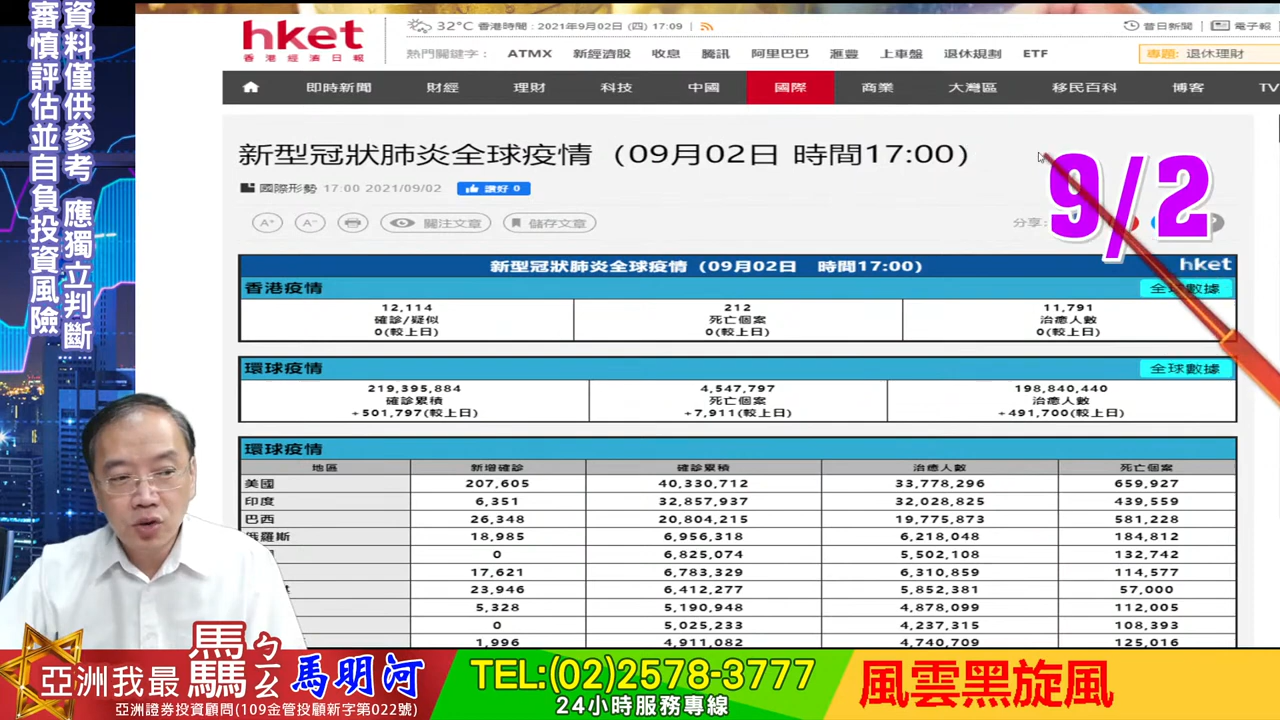 資料僅供參考 應獨立判斷
審慎評估並自負投資風險
hket
香港經濟日報
32°C 香港時間：2021年9月02日 (四) 17:09
昔日新聞 電子報
熱門關鍵字： ATMX 新經濟股 收息 騰訊 阿里巴巴 滙豐 上車盤 退休規劃 ETF
專題: 退休理財
即時新聞 財經 理財 科技 中國 國際 商業 大灣區 移民百科 博客 TV
新型冠狀肺炎全球疫情（09月02日 時間17:00）
9/2
國際形勢 17:00 2021/09/02 讚好 0
A+ A- 關注文章 儲存文章 分享:
新型冠狀肺炎全球疫情（09月02日 時間17:00） hket
香港疫情 全球數據
12,114 212 11,791
確診/疑似 死亡個案 治癒人數
0(較上日) 0(較上日) 0(較上日)
環球疫情 全球數據
219,395,884 4,547,797 198,840,440
確診累積 死亡個案 治癒人數
+501,797(較上日) +7,911(較上日) +491,700(較上日)
環球疫情
地區 新增確診 確診累積 治癒人數 死亡個案
美國 207,605 40,330,712 33,778,296 659,927
印度 6,351 32,857,937 32,028,825 439,559
巴西 26,348 20,804,215 19,775,873 581,228
俄羅斯 18,985 6,956,318 6,218,048 184,812
0 6,825,074 5,502,108 132,742
17,621 6,783,329 6,310,859 114,577
23,946 6,412,277 5,852,381 57,000
5,328 5,190,948 4,878,099 112,005
0 5,025,233 4,237,315 108,393
1,996 4,911,082 4,740,709 125,016
亞洲我最馬驫ㄅㄧㄠ 馬明河
亞洲證券投資顧問(109金管投顧新字第022號)
TEL:(02)2578-3777
24小時服務專線
風雲黑旋風